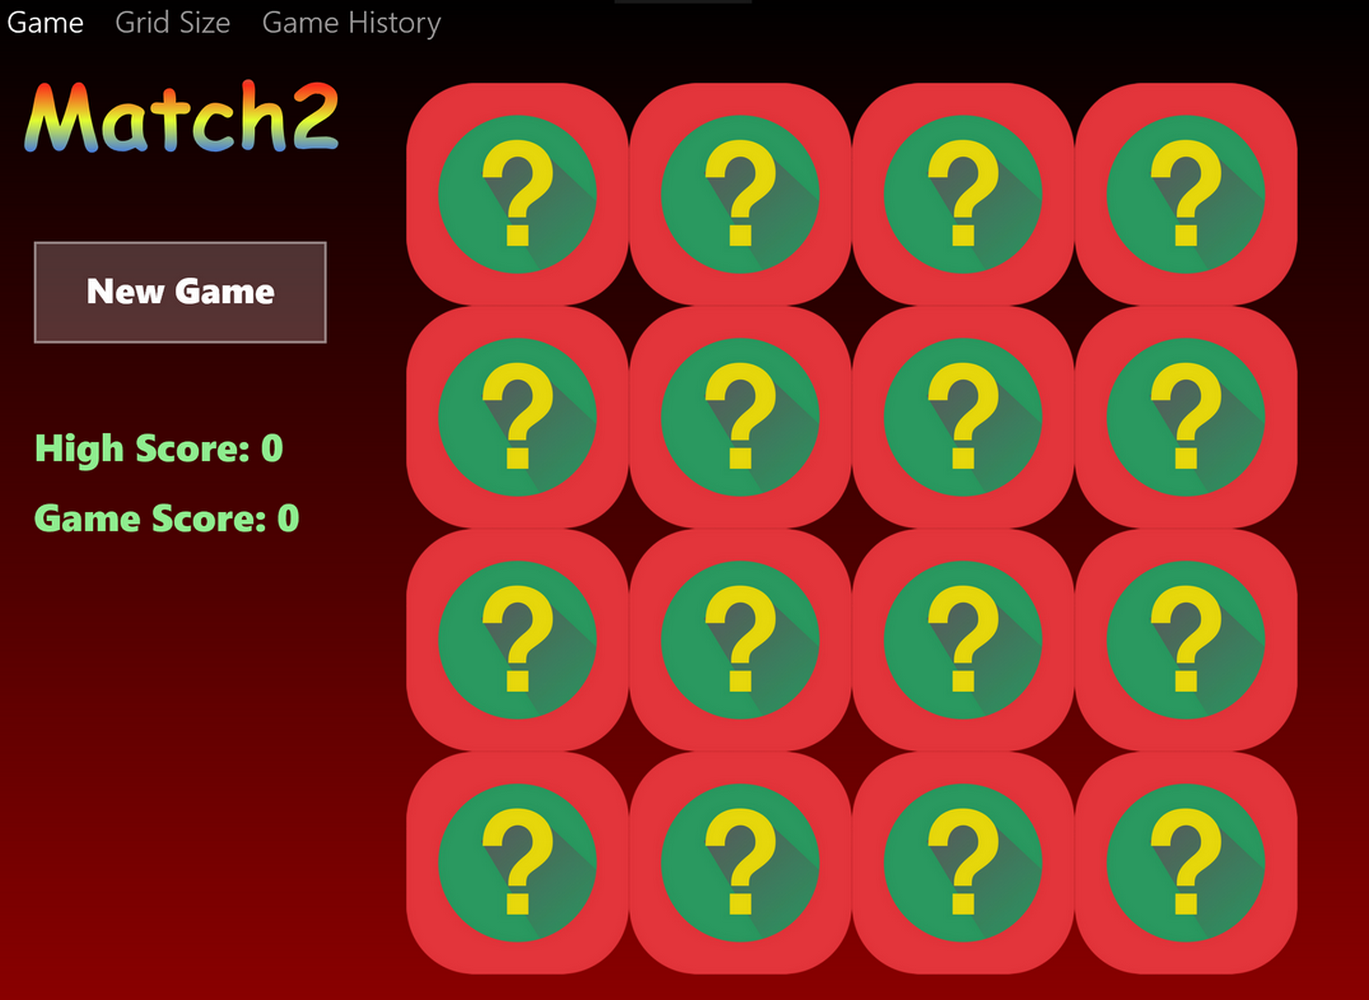 Game Grid Size Game History
Match2
New Game
High Score: 0
Game Score: 0
? ? ? ?
? ? ? ?
? ? ? ?
? ? ? ?